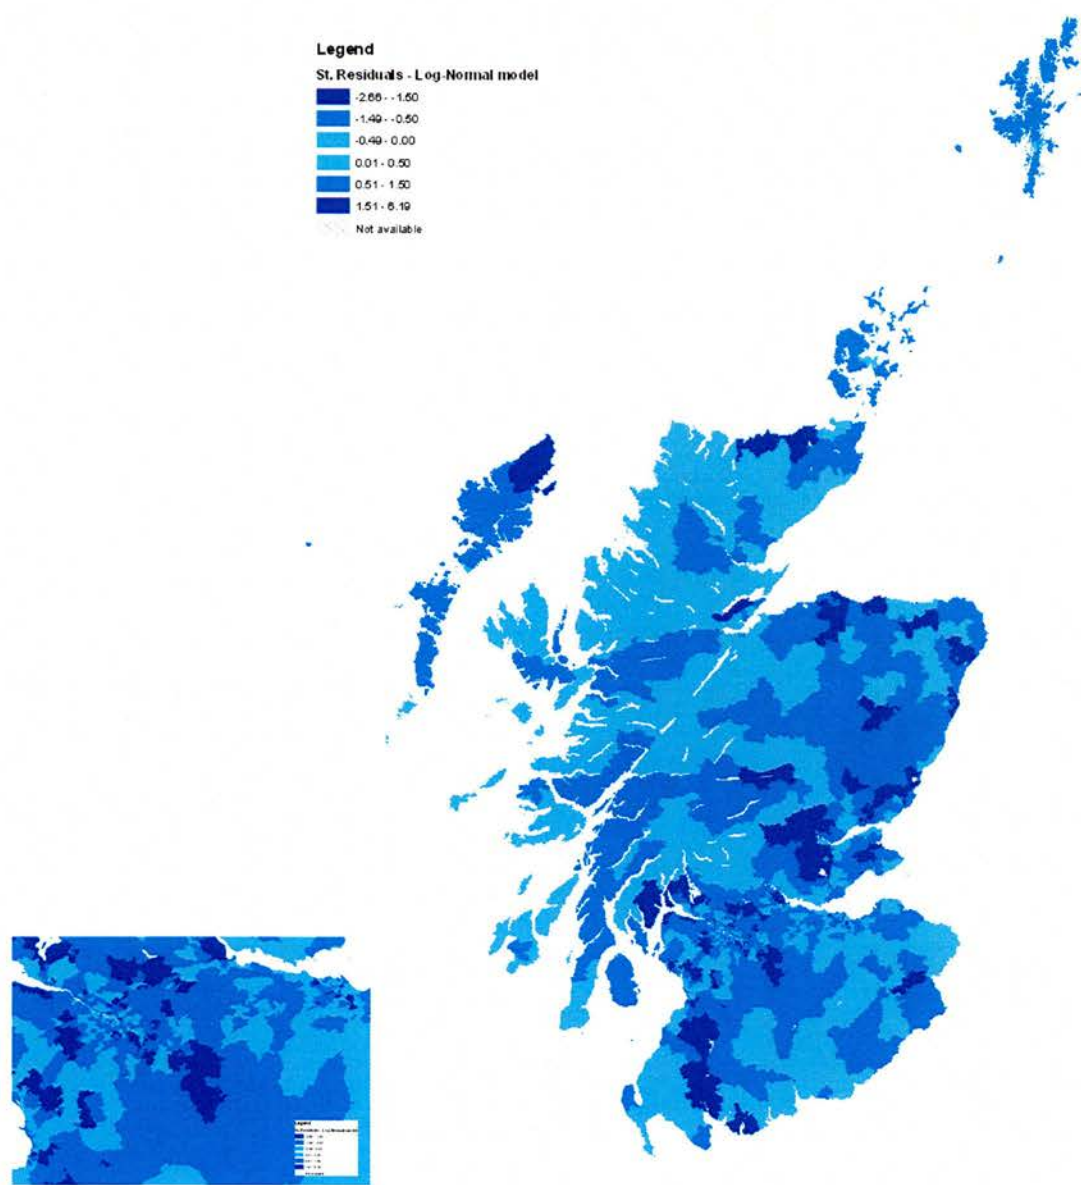 Legend
St. Residuals - Log-Normal model
-2.66 - -1.50
-1.49 - -0.50
-0.49 - 0.00
0.01 - 0.50
0.51 - 1.50
1.51 - 6.19
Not available
Legend